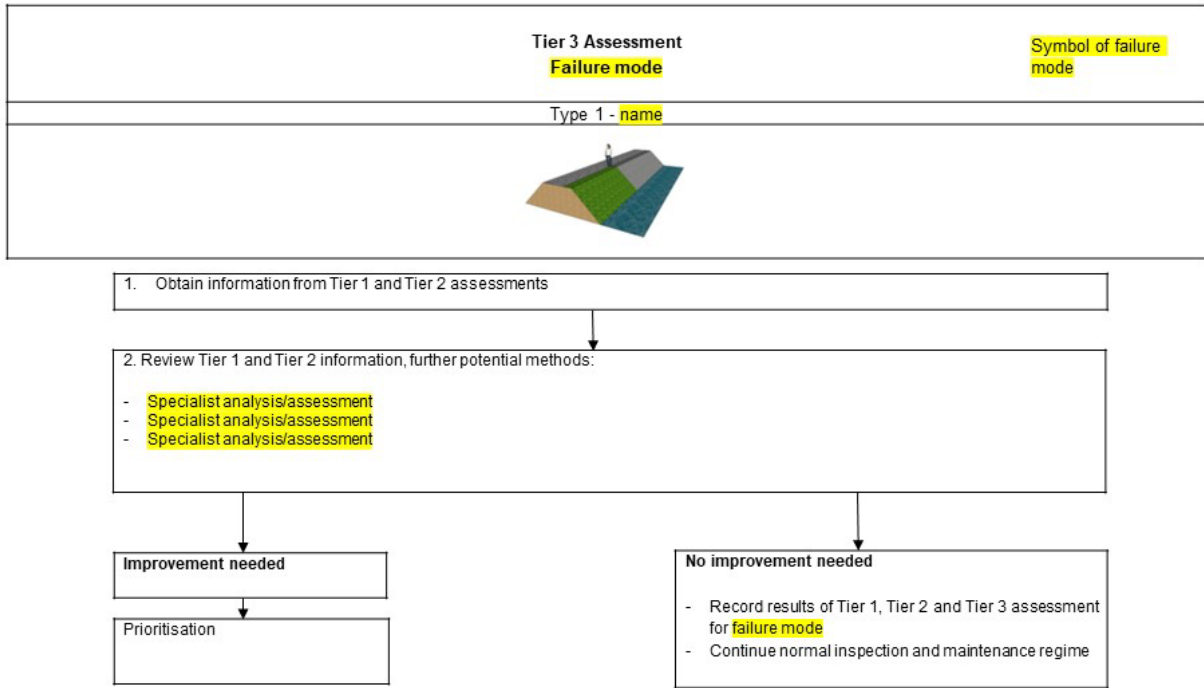 Tier 3 Assessment
Failure mode
Symbol of failure
mode
Type 1 - name
1. Obtain information from Tier 1 and Tier 2 assessments
2. Review Tier 1 and Tier 2 information, further potential methods:
- Specialist analysis/assessment
- Specialist analysis/assessment
- Specialist analysis/assessment
Improvement needed
Prioritisation
No improvement needed
- Record results of Tier 1, Tier 2 and Tier 3 assessment
for failure mode
- Continue normal inspection and maintenance regime